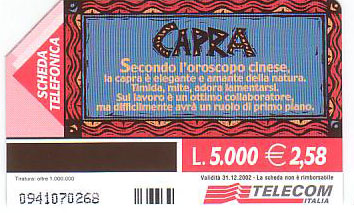 SCHEDA
TELEFONICA
CAPRA
Secondo l'oroscopo cinese,
la capra è elegante e amante della natura.
Timida, mite, adora lamentarsi.
Sul lavoro è un ottimo collaboratore,
ma difficilmente avrà un ruolo di primo piano.
L. 5.000 € 2,58
Validità 31.12.2002 - La scheda non è rimborsabile
Tiratura: oltre 1.000.000
0941070268
TELECOM
ITALIA